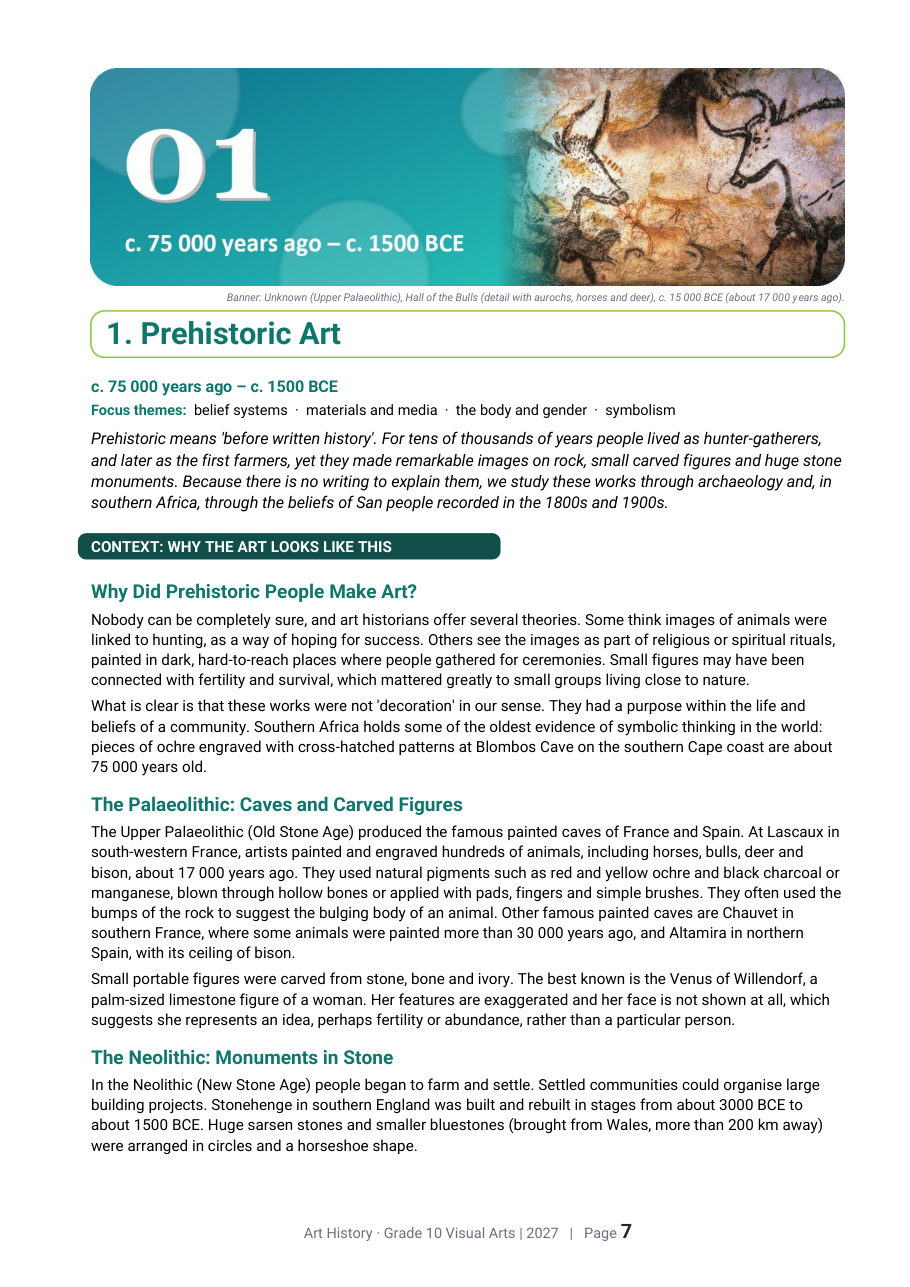 01
c. 75 000 years ago – c. 1500 BCE
Banner: Unknown (Upper Palaeolithic), Hall of the Bulls (detail with aurochs, horses and deer), c. 15 000 BCE (about 17 000 years ago).
1. Prehistoric Art
c. 75 000 years ago – c. 1500 BCE
Focus themes: belief systems · materials and media · the body and gender · symbolism
Prehistoric means 'before written history'. For tens of thousands of years people lived as hunter-gatherers,
and later as the first farmers, yet they made remarkable images on rock, small carved figures and huge stone
monuments. Because there is no writing to explain them, we study these works through archaeology and, in
southern Africa, through the beliefs of San people recorded in the 1800s and 1900s.
CONTEXT: WHY THE ART LOOKS LIKE THIS
Why Did Prehistoric People Make Art?
Nobody can be completely sure, and art historians offer several theories. Some think images of animals were
linked to hunting, as a way of hoping for success. Others see the images as part of religious or spiritual rituals,
painted in dark, hard-to-reach places where people gathered for ceremonies. Small figures may have been
connected with fertility and survival, which mattered greatly to small groups living close to nature.
What is clear is that these works were not 'decoration' in our sense. They had a purpose within the life and
beliefs of a community. Southern Africa holds some of the oldest evidence of symbolic thinking in the world:
pieces of ochre engraved with cross-hatched patterns at Blombos Cave on the southern Cape coast are about
75 000 years old.
The Palaeolithic: Caves and Carved Figures
The Upper Palaeolithic (Old Stone Age) produced the famous painted caves of France and Spain. At Lascaux in
south-western France, artists painted and engraved hundreds of animals, including horses, bulls, deer and
bison, about 17 000 years ago. They used natural pigments such as red and yellow ochre and black charcoal or
manganese, blown through hollow bones or applied with pads, fingers and simple brushes. They often used the
bumps of the rock to suggest the bulging body of an animal. Other famous painted caves are Chauvet in
southern France, where some animals were painted more than 30 000 years ago, and Altamira in northern
Spain, with its ceiling of bison.
Small portable figures were carved from stone, bone and ivory. The best known is the Venus of Willendorf, a
palm-sized limestone figure of a woman. Her features are exaggerated and her face is not shown at all, which
suggests she represents an idea, perhaps fertility or abundance, rather than a particular person.
The Neolithic: Monuments in Stone
In the Neolithic (New Stone Age) people began to farm and settle. Settled communities could organise large
building projects. Stonehenge in southern England was built and rebuilt in stages from about 3000 BCE to
about 1500 BCE. Huge sarsen stones and smaller bluestones (brought from Wales, more than 200 km away)
were arranged in circles and a horseshoe shape.
Art History · Grade 10 Visual Arts | 2027 | Page 7